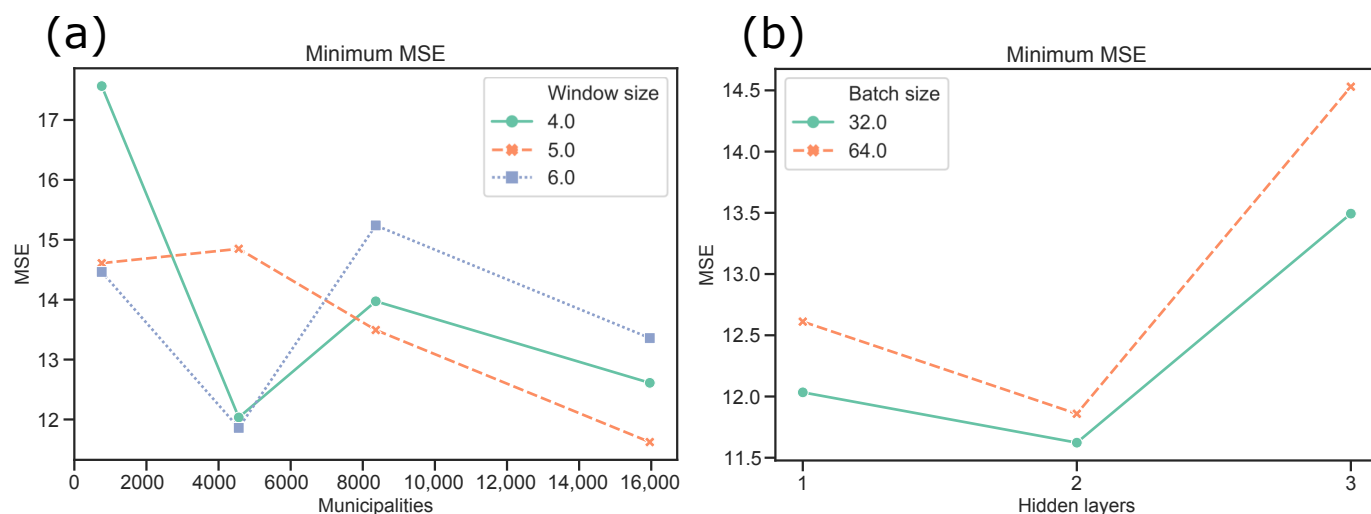 (a)
Minimum MSE
Window size
4.0
5.0
6.0
17
16
15
14
13
12
MSE
0 2000 4000 6000 8000 10,000 12,000 14,000 16,000
Municipalities
(b)
Minimum MSE
Batch size
32.0
64.0
14.5
14.0
13.5
13.0
12.5
12.0
11.5
MSE
1 2 3
Hidden layers